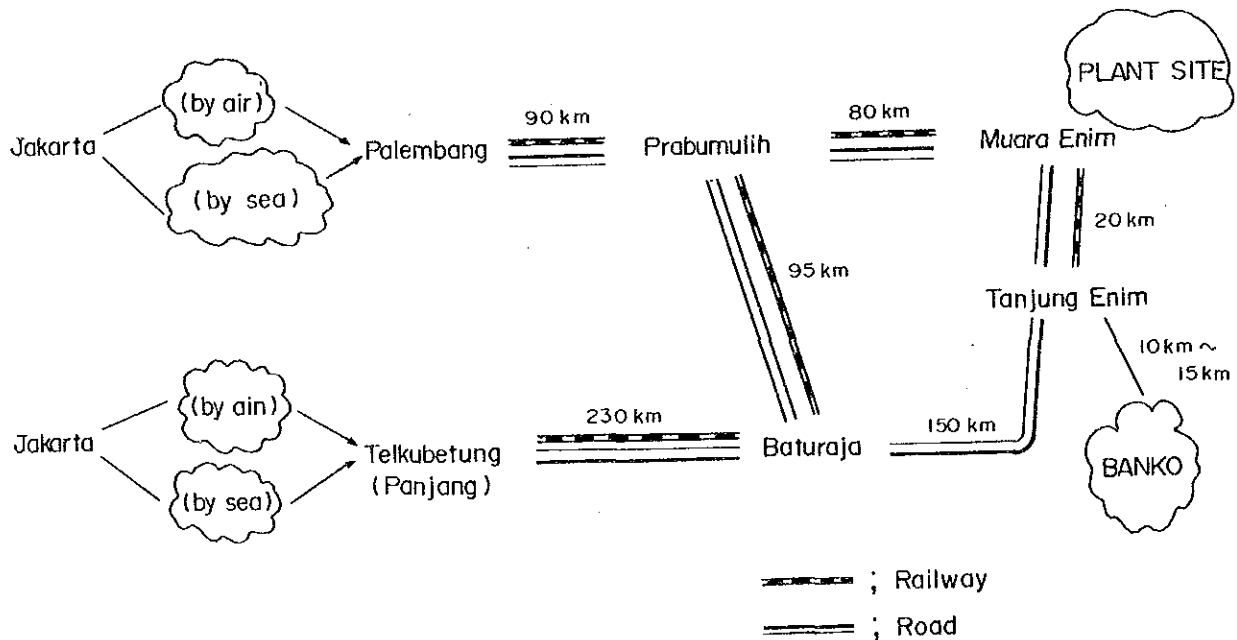 PLANT SITE
(by air)
90 km
80 km
Jakarta
Palembang
Prabumulih
Muara Enim
(by sea)
20 km
95 km
Tanjung Enim
10 km ~
15 km
(by ain)
230 km
150 km
Jakarta
Telkubetung
(Panjang)
Baturaja
BANKO
(by sea)
; Railway
; Road